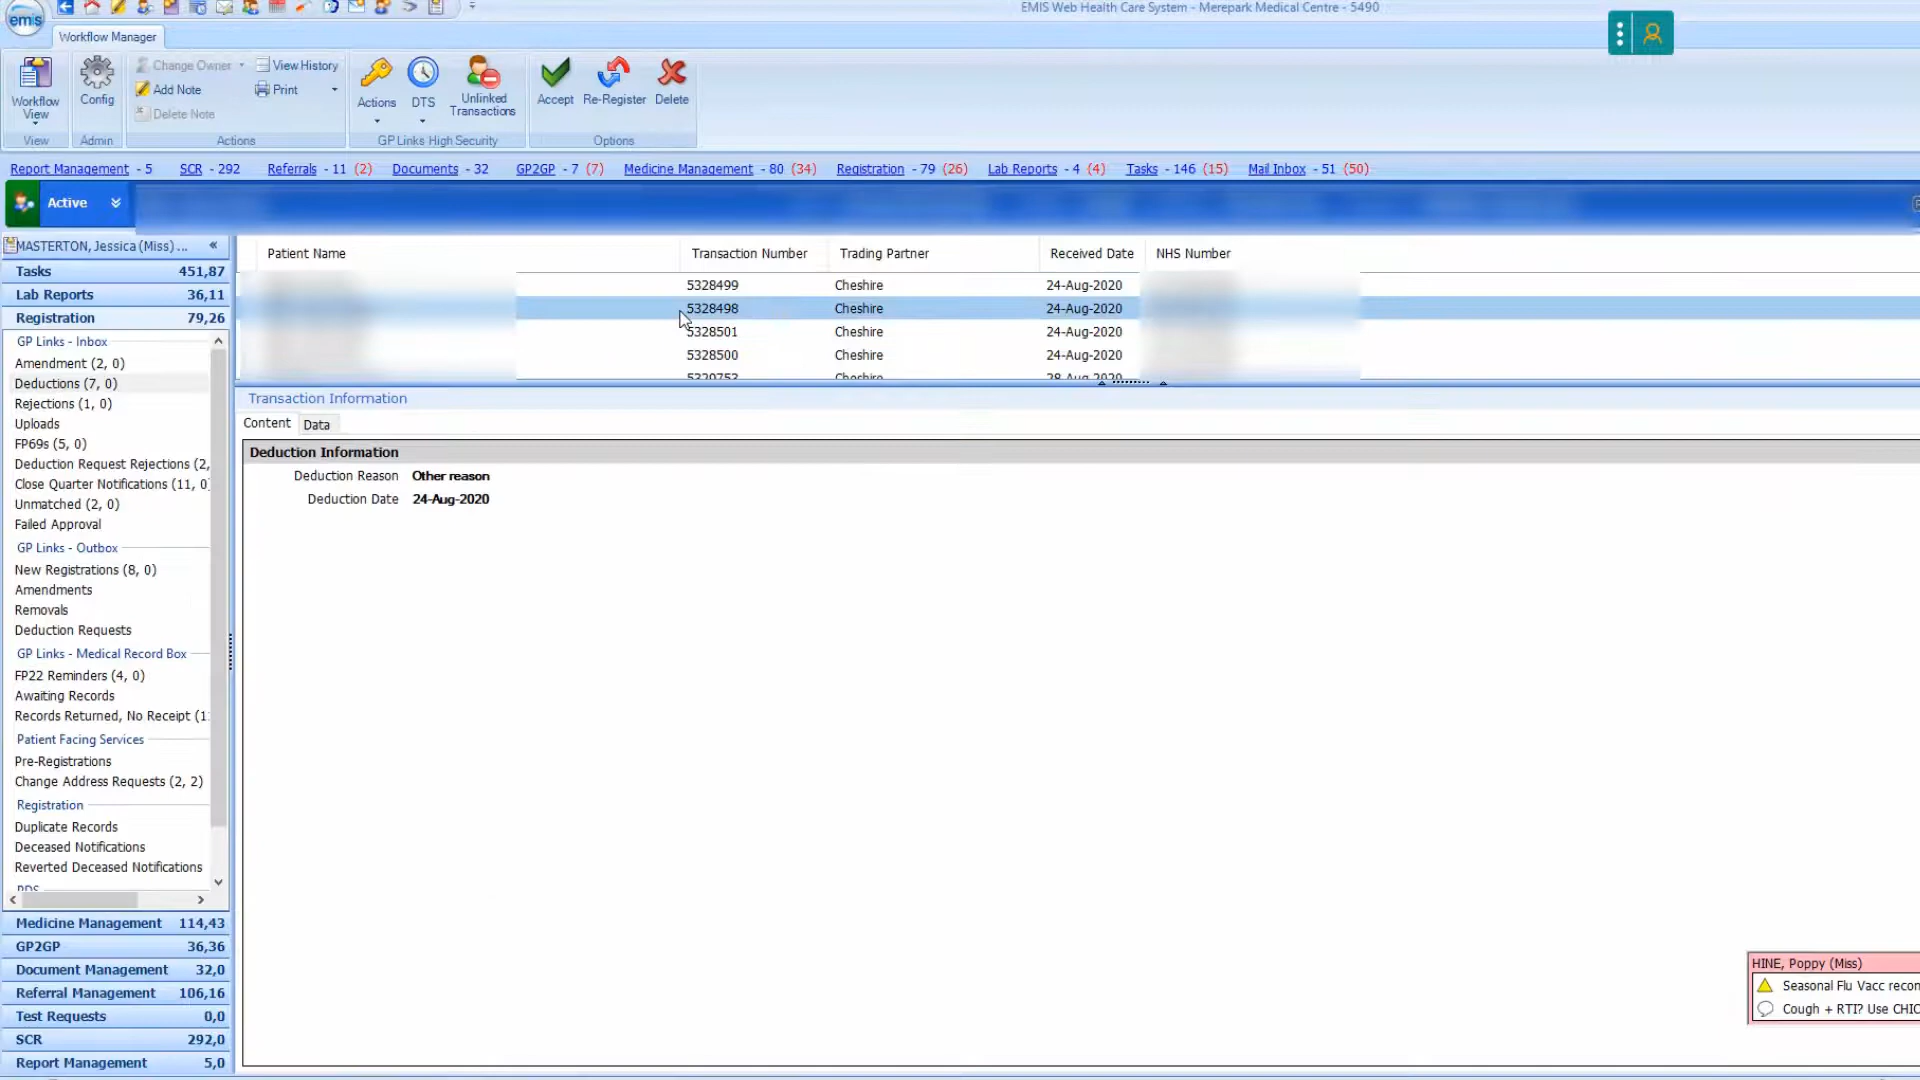 EMIS Web Health Care System - Merepark Medical Centre - 5490
emis
Workflow Manager
Workflow View
Config
Change Owner
Add Note
Delete Note
View History
Print
Actions
DTS
Unlinked Transactions
Accept
Re-Register
Delete
View
Admin
Actions
GP Links High Security
Options
Report Management - 5 SCR - 292 Referrals - 11 (2) Documents - 32 GP2GP - 7 (7) Medicine Management - 80 (34) Registration - 79 (26) Lab Reports - 4 (4) Tasks - 146 (15) Mail Inbox - 51 (50)
Active
MASTERTON, Jessica (Miss) ...
Tasks 451,87
Lab Reports 36,11
Registration 79,26
GP Links - Inbox
Amendment (2, 0)
Deductions (7, 0)
Rejections (1, 0)
Uploads
FP69s (5, 0)
Deduction Request Rejections (2,
Close Quarter Notifications (11, 0
Unmatched (2, 0)
Failed Approval
GP Links - Outbox
New Registrations (8, 0)
Amendments
Removals
Deduction Requests
GP Links - Medical Record Box
FP22 Reminders (4, 0)
Awaiting Records
Records Returned, No Receipt (1
Patient Facing Services
Pre-Registrations
Change Address Requests (2, 2)
Registration
Duplicate Records
Deceased Notifications
Reverted Deceased Notifications
PDS
Medicine Management 114,43
GP2GP 36,36
Document Management 32,0
Referral Management 106,16
Test Requests 0,0
SCR 292,0
Report Management 5,0
Patient Name Transaction Number Trading Partner Received Date NHS Number
5328499 Cheshire 24-Aug-2020
5328498 Cheshire 24-Aug-2020
5328501 Cheshire 24-Aug-2020
5328500 Cheshire 24-Aug-2020
Cheshire 28-Aug-2020
Transaction Information
Content Data
Deduction Information
Deduction Reason Other reason
Deduction Date 24-Aug-2020
HINE, Poppy (Miss)
Seasonal Flu Vacc recon
Cough + RTI? Use CHIC